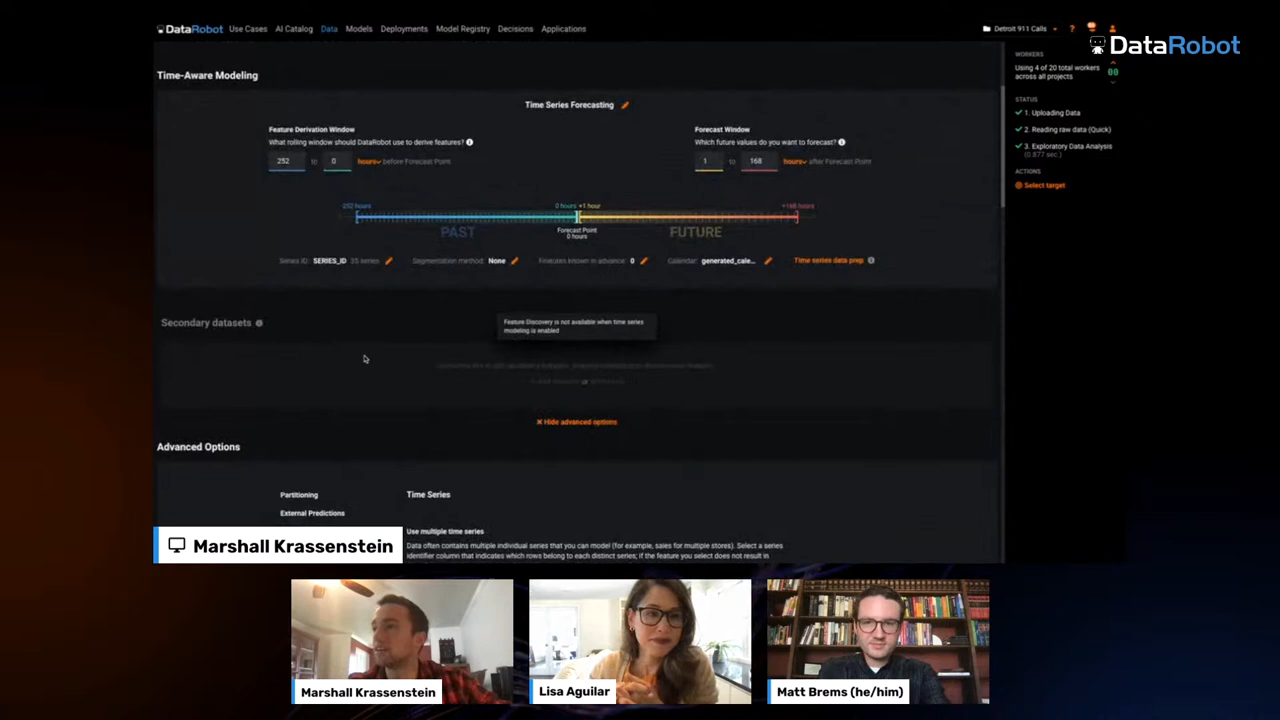 DataRobot Use Cases AI Catalog Data Models Deployments Model Registry Decisions Applications
Detroit 911 Calls
DataRobot
WORKERS
Using 4 of 20 total workers
across all projects
00
STATUS
1. Uploading Data
2. Reading raw data (Quick)
3. Exploratory Data Analysis
(0.877 sec.)
ACTIONS
Select target
Time-Aware Modeling
Time Series Forecasting
Feature Derivation Window
What rolling window should DataRobot use to derive features?
252 to 0 hours before Forecast Point
Forecast Window
Which future values do you want to forecast?
1 to 168 hours after Forecast Point
-252 hours 0 hours +1 hour +168 hours
PAST
Forecast Point
0 hours
FUTURE
Series ID: SERIES_ID 35 series
Segmentation method: None
Features known in advance: 0
Calendar: generated_cale...
Time series data prep
Secondary datasets
Feature Discovery is not available when time series
modeling is enabled
Hide advanced options
Advanced Options
Partitioning
External Predictions
Time Series
Use multiple time series
Data often contains multiple individual series that you can model (for example, sales for multiple stores). Select a series
identifier column that indicates which rows belong to each distinct series; if the feature you select does not result in
Marshall Krassenstein
Marshall Krassenstein
Lisa Aguilar
Matt Brems (he/him)